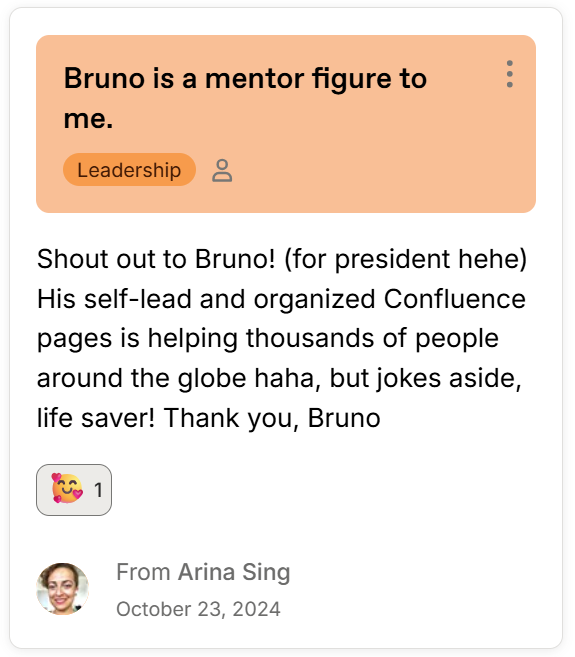 Bruno is a mentor figure to
me.
Leadership
Shout out to Bruno! (for president hehe)
His self-lead and organized Confluence
pages is helping thousands of people
around the globe haha, but jokes aside,
life saver! Thank you, Bruno
1
From Arina Sing
October 23, 2024